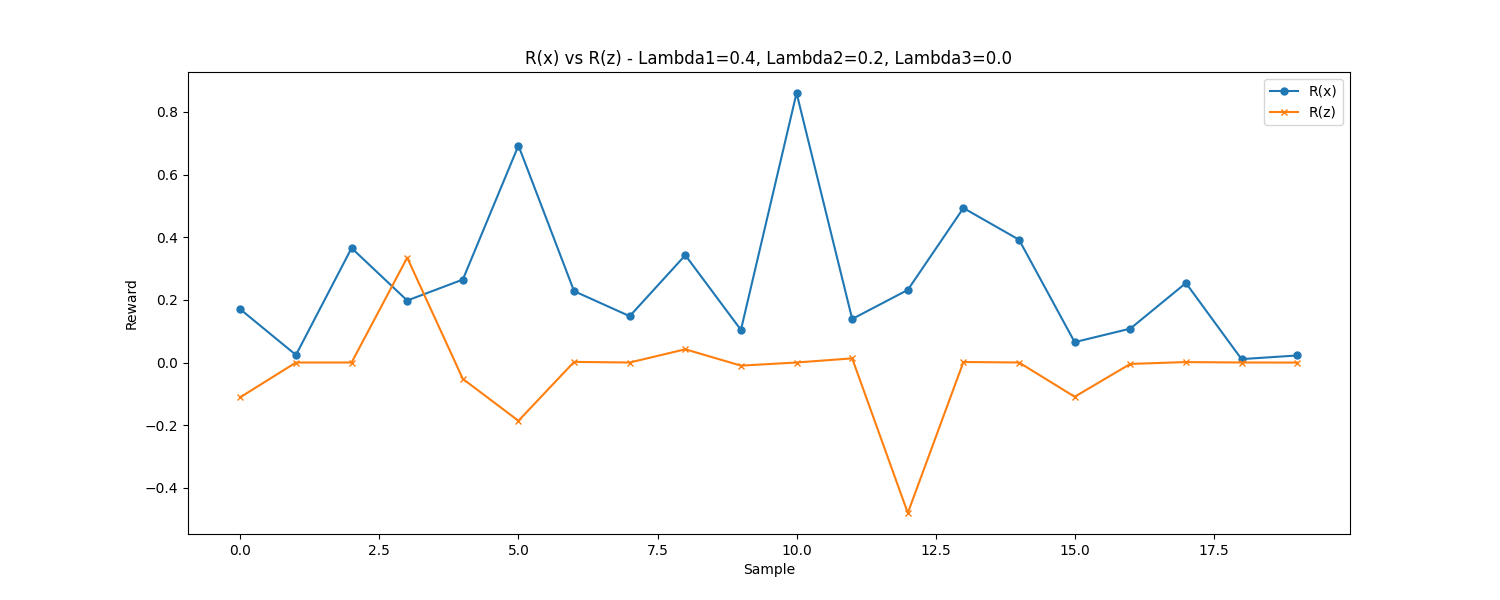 R(x) vs R(z) - Lambda1=0.4, Lambda2=0.2, Lambda3=0.0
R(x)
R(z)
0.8
0.6
0.4
0.2
0.0
−0.2
−0.4
Reward
0.0 2.5 5.0 7.5 10.0 12.5 15.0 17.5
Sample